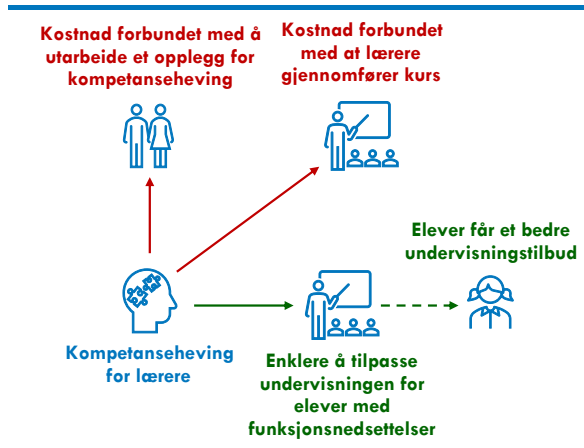 Kostnad forbundet med å
utarbeide et opplegg for
kompetanseheving
Kostnad forbundet
med at lærere
gjennomfører kurs
Elever får et bedre
undervisningstilbud
Kompetanseheving
for lærere
Enklere å tilpasse
undervisningen for
elever med
funksjonsnedsettelser